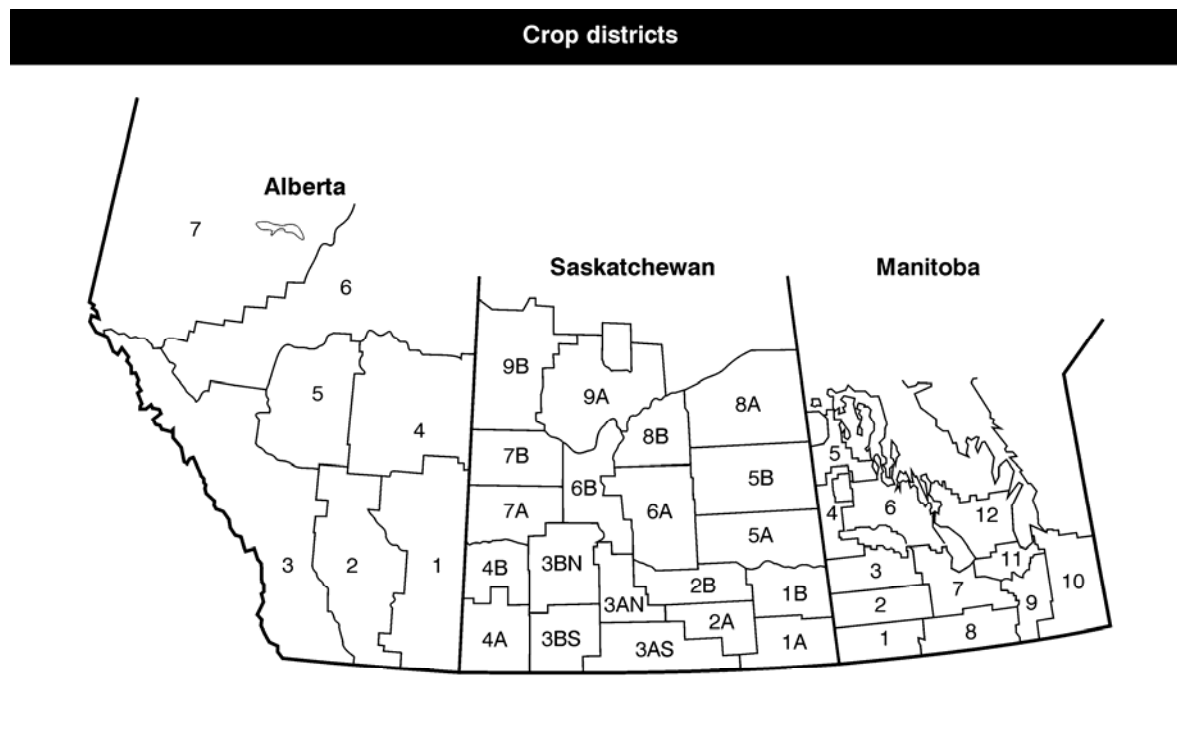 Crop districts
Alberta
7
6
Saskatchewan
Manitoba
9B
5
9A
8A
4
8B
7B
5
5B
6B
7A
6A
4
6
12
5A
3
2
1
4B
3BN
3
11
10
2B
7
1B
3AN
2
9
2A
4A
3BS
3AS
1A
1
8